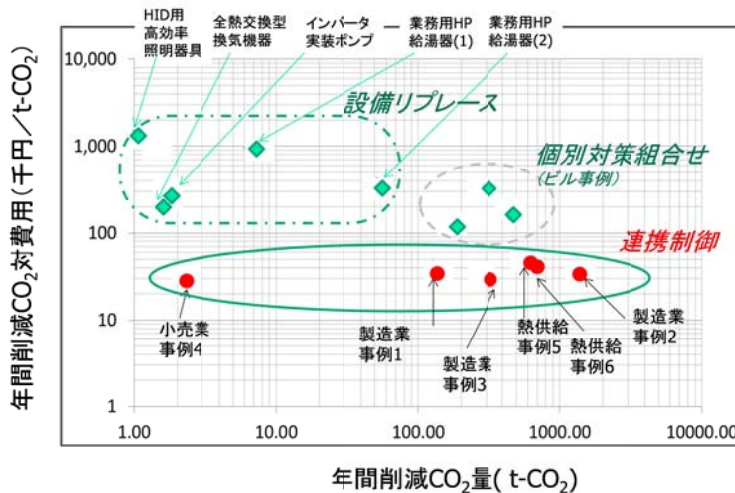 HID用
高効率
照明器具
全熱交換型
換気機器
インバータ
実装ポンプ
業務用HP
給湯器(1)
業務用HP
給湯器(2)
年間削減CO₂対費用(千円／t-CO₂)
10,000
1,000
100
10
1
設備リプレース
個別対策組合せ
(ビル事例)
連携制御
小売業
事例4
製造業
事例1
製造業
事例3
熱供給
事例5
熱供給
事例6
製造業
事例2
1.00
10.00
100.00
1000.00
10000.00
年間削減CO₂量( t-CO₂)